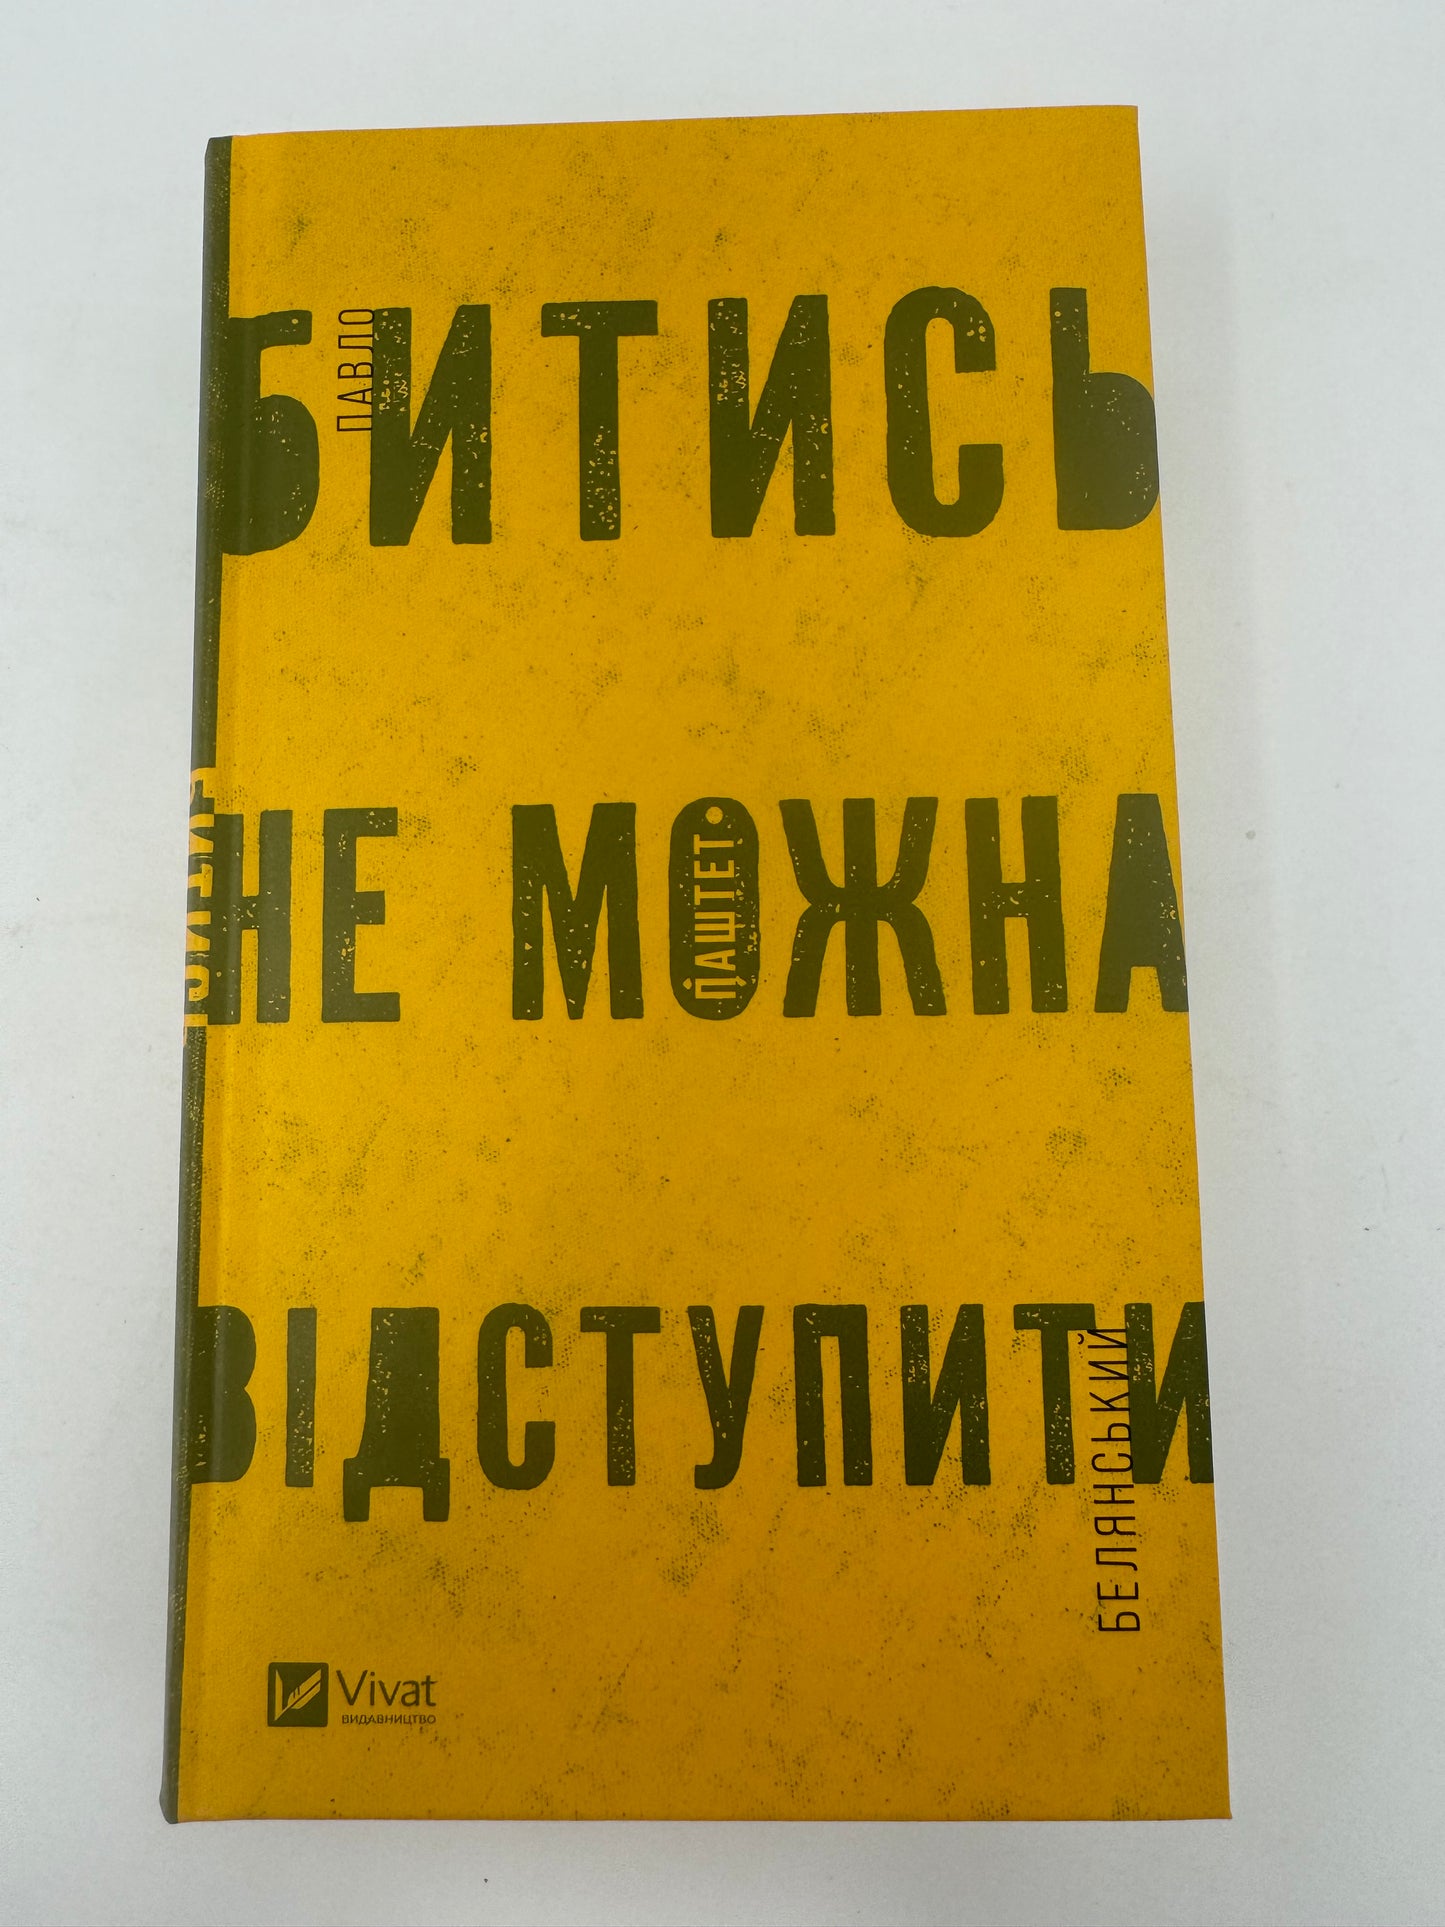 ПАВЛО
БИТИСЬ
НЕ МОЖНА
ПАШТЕТ
ВІДСТУПИТИ
БЕЛЯНСЬКИЙ
Vivat
ВИДАВНИЦТВО